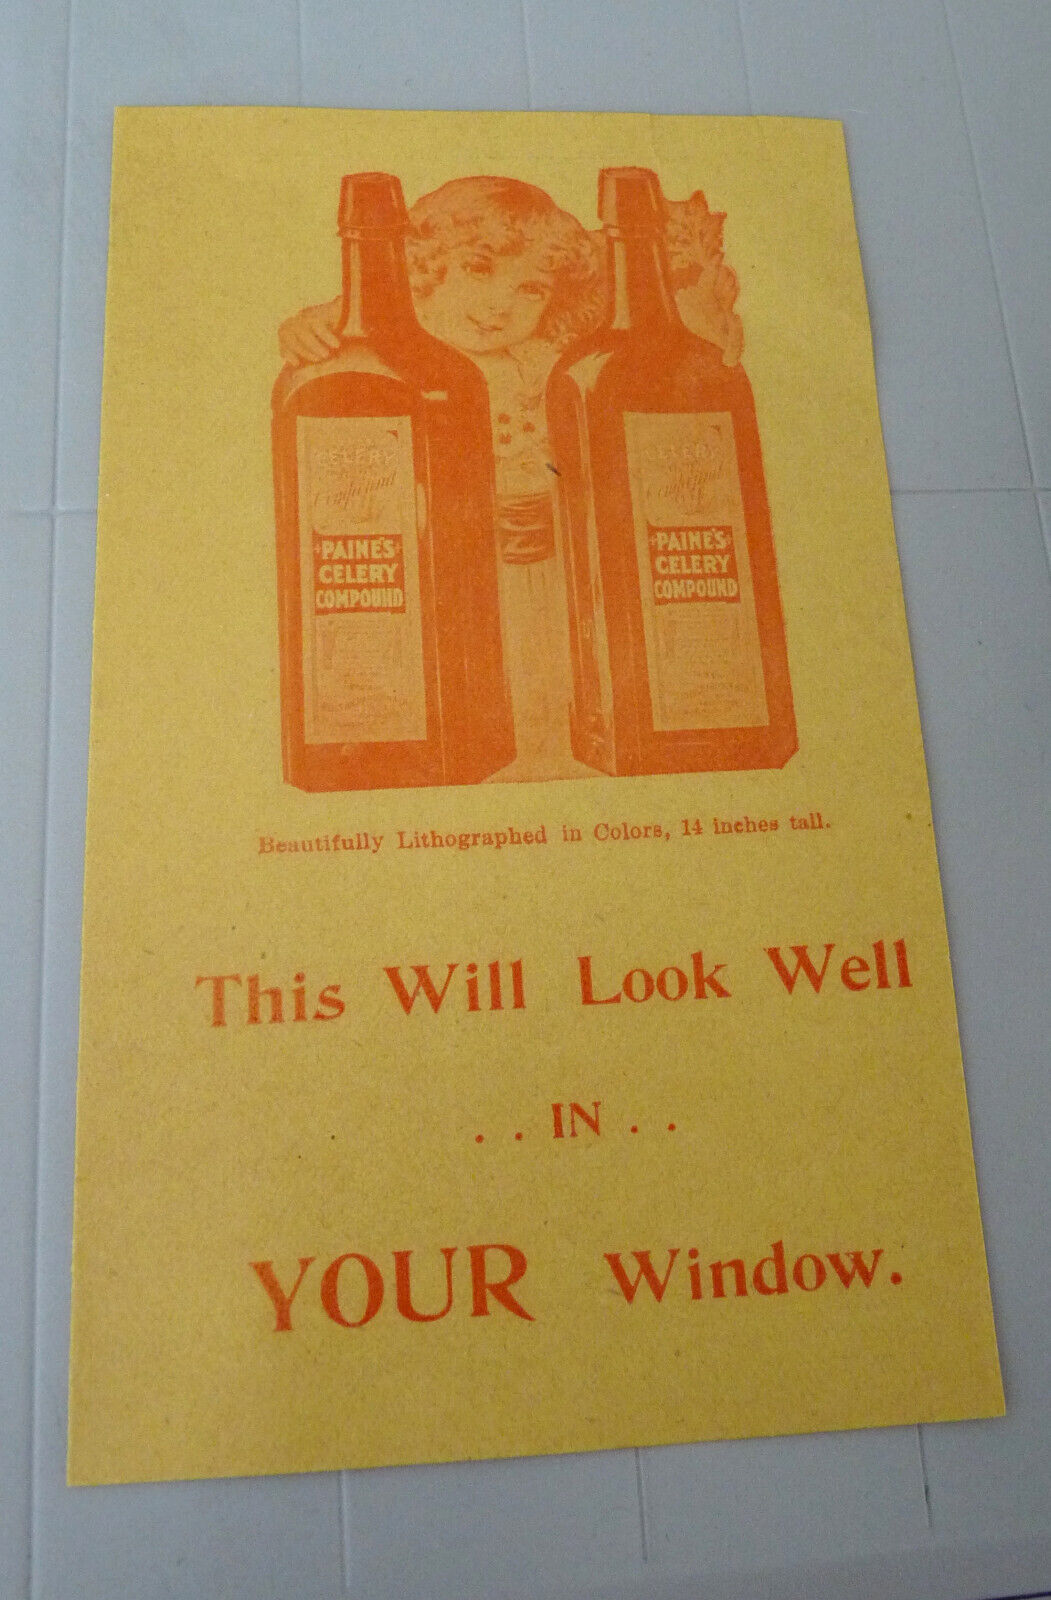 CELERY
Compound
PAINE'S
CELERY
COMPOUND
CELERY
Compound
PAINE'S
CELERY
COMPOUND
Beautifully Lithographed in Colors, 14 inches tall.
This Will Look Well
. . IN . .
YOUR Window.